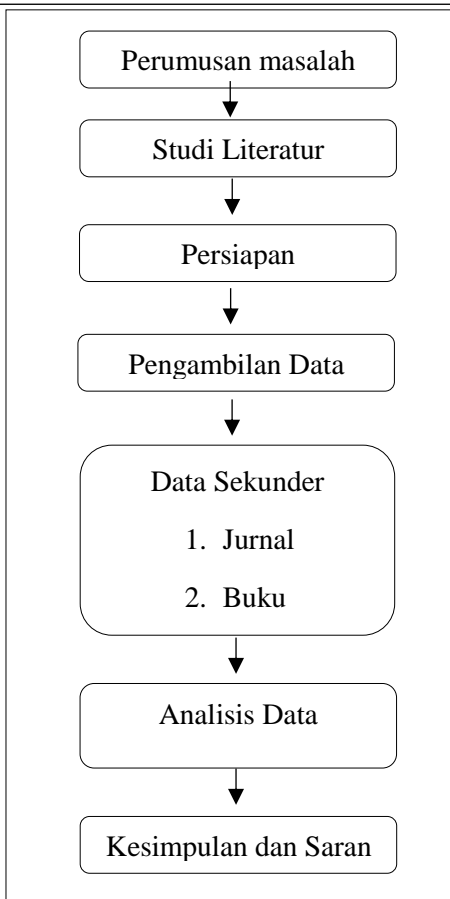 Perumusan masalah
Studi Literatur
Persiapan
Pengambilan Data
Data Sekunder
1. Jurnal
2. Buku
Analisis Data
Kesimpulan dan Saran